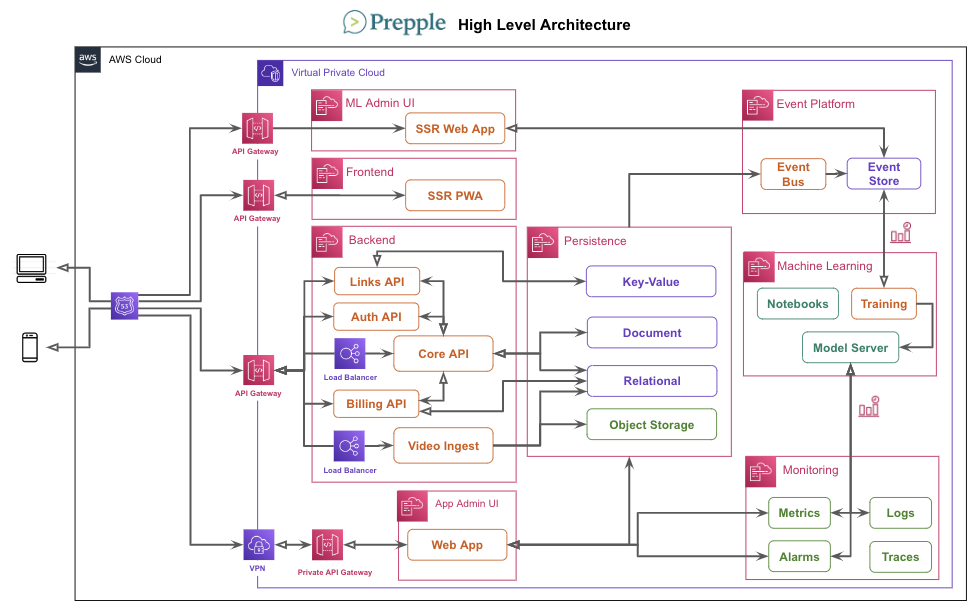 Prepple High Level Architecture
aws
AWS Cloud
Virtual Private Cloud
ML Admin UI
SSR Web App
API Gateway
Frontend
SSR PWA
API Gateway
Backend
Links API
Auth API
Core API
Load Balancer
Billing API
Video Ingest
Load Balancer
API Gateway
53
Persistence
Key-Value
Document
Relational
Object Storage
Event Platform
Event
Bus
Event
Store
Machine Learning
Notebooks
Training
Model Server
Monitoring
Metrics
Logs
Alarms
Traces
App Admin UI
Web App
VPN
Private API Gateway